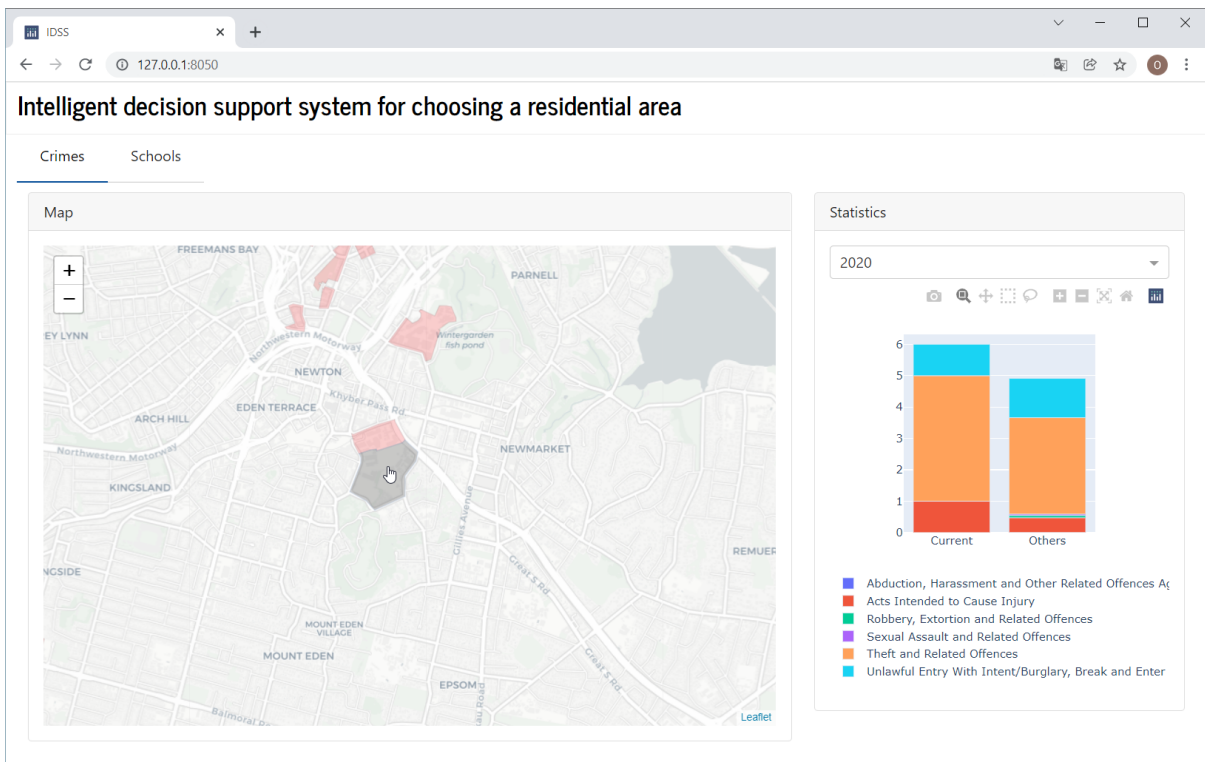 IDSS
127.0.0.1:8050
O
Intelligent decision support system for choosing a residential area
Crimes
Schools
Map
+
−
FREEMANS BAY
PARNELL
EY LYNN
Northwestern Motorway
Wintergarden
fish pond
NEWTON
Khyber Pass Rd
EDEN TERRACE
ARCH HILL
Northwestern Motorway
NEWMARKET
KINGSLAND
Gillies Avenue
REMUER
NGSIDE
Great S Rd
MOUNT EDEN
VILLAGE
MOUNT EDEN
Great S Rd
EPSOM
Balmoral
Leaflet
Statistics
2020
6
5
4
3
2
1
0
Current
Others
Abduction, Harassment and Other Related Offences Ag
Acts Intended to Cause Injury
Robbery, Extortion and Related Offences
Sexual Assault and Related Offences
Theft and Related Offences
Unlawful Entry With Intent/Burglary, Break and Enter